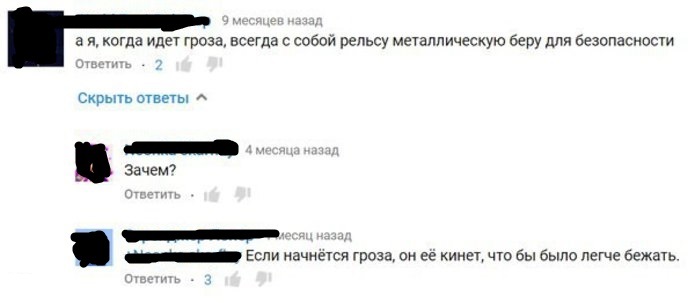 9 месяцев назад
а я, когда идет гроза, всегда с собой рельсу металлическую беру для безопасности
Ответить · 2
Скрыть ответы
4 месяца назад
Зачем?
Ответить ·
месяц назад
Если начнётся гроза, он её кинет, что бы было легче бежать.
Ответить · 3